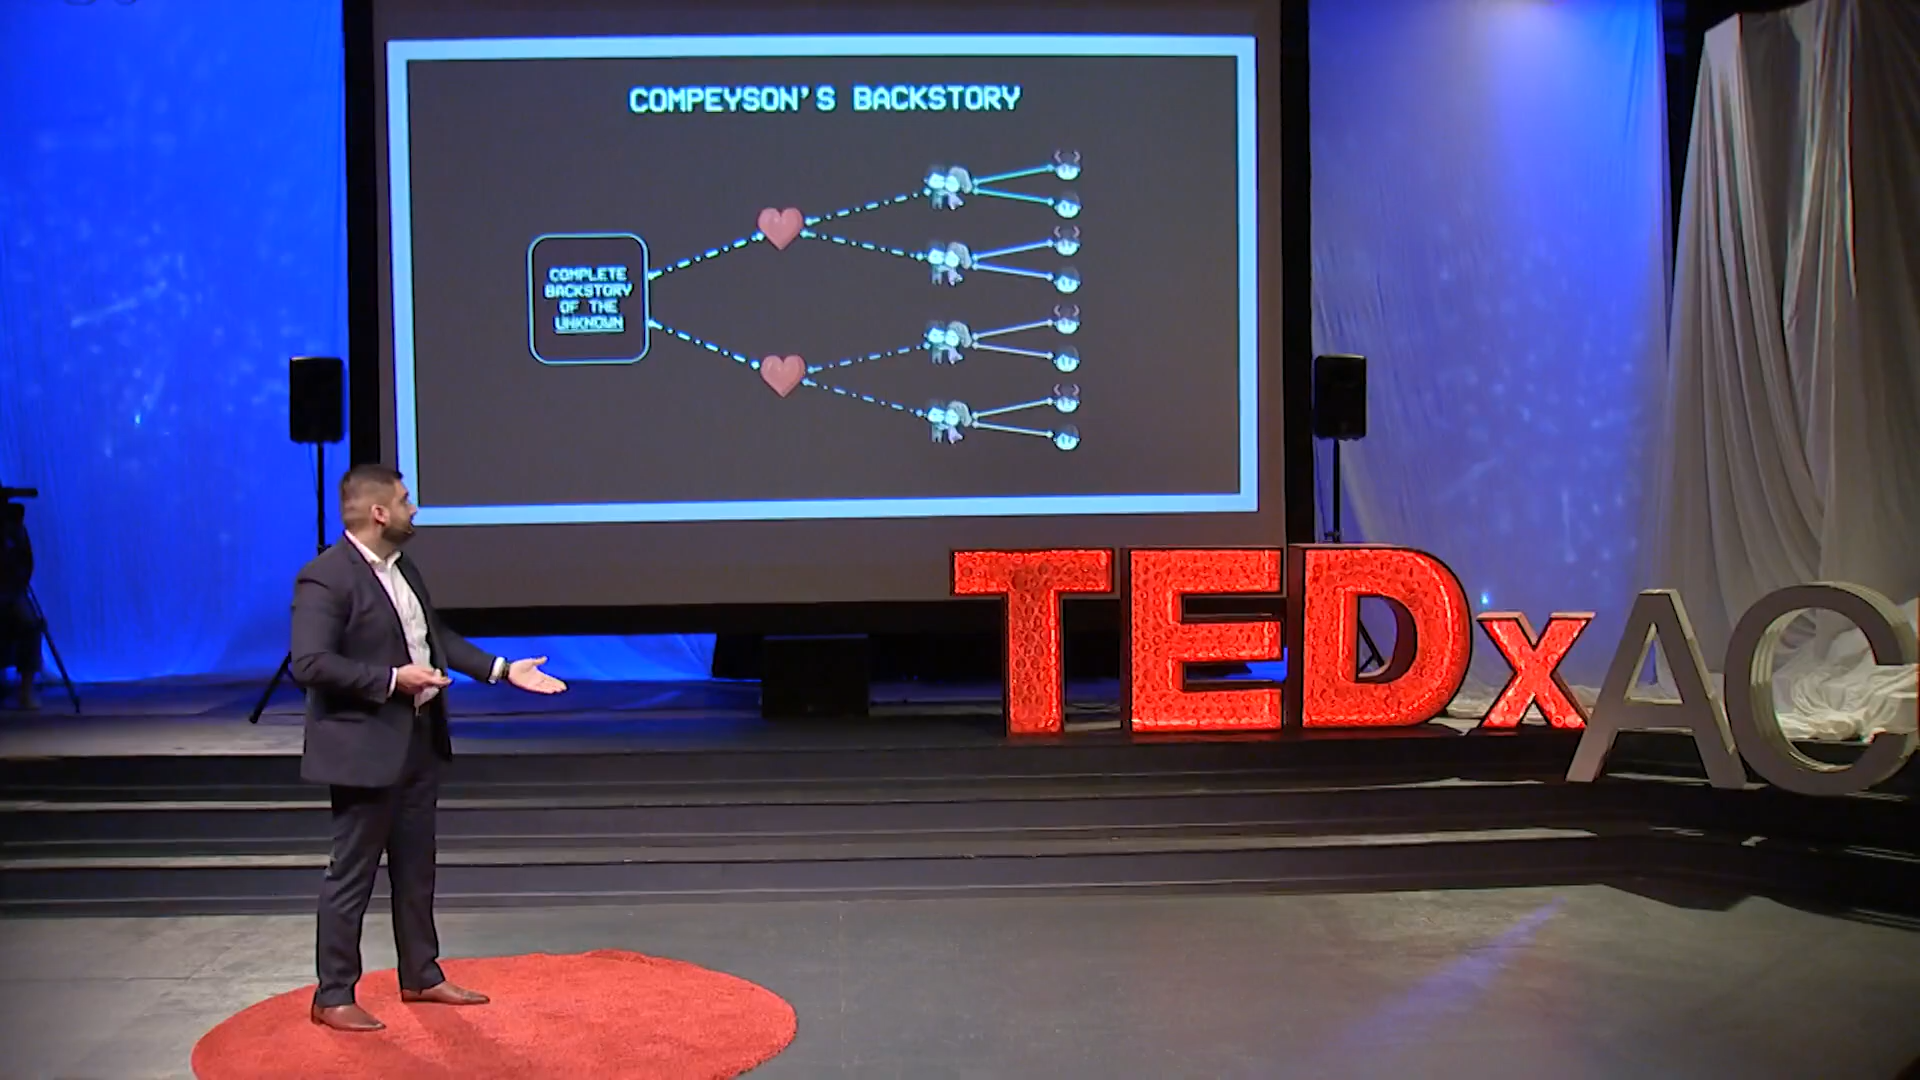 COMPEYSON'S BACKSTORY
COMPLETE
BACKSTORY
OF THE
UNKNOWN
TEDxAC